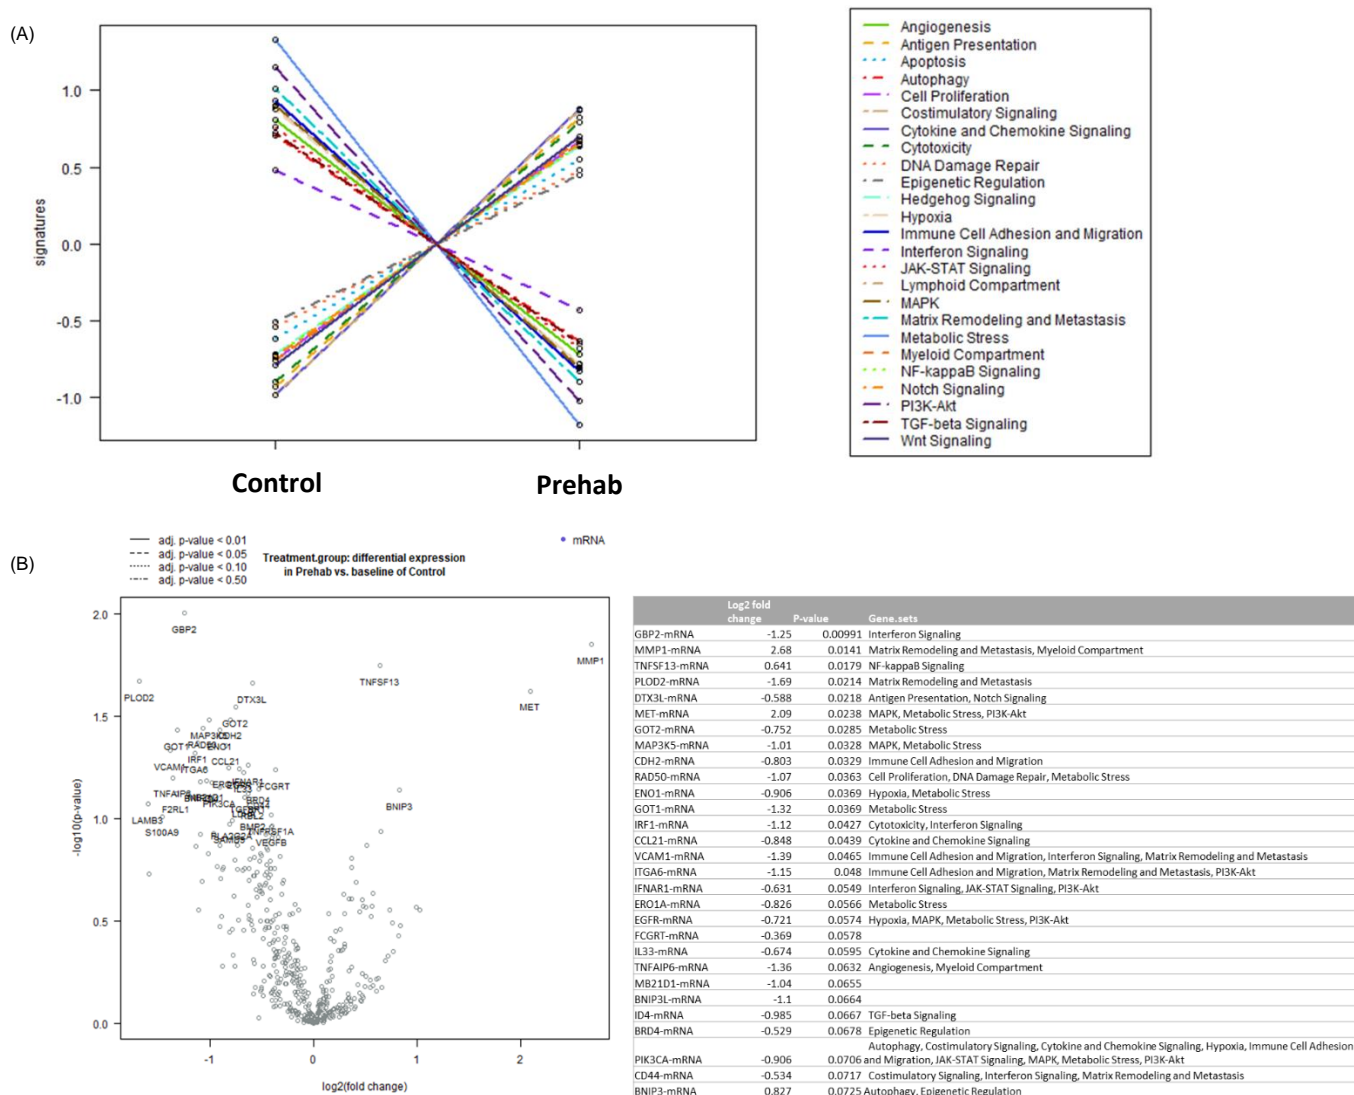 (A)
1.0
0.5
0.0
-0.5
-1.0
signatures
Control
Prehab
Angiogenesis
Antigen Presentation
Apoptosis
Autophagy
Cell Proliferation
Costimulatory Signaling
Cytokine and Chemokine Signaling
Cytotoxicity
DNA Damage Repair
Epigenetic Regulation
Hedgehog Signaling
Hypoxia
Immune Cell Adhesion and Migration
Interferon Signaling
JAK-STAT Signaling
Lymphoid Compartment
MAPK
Matrix Remodeling and Metastasis
Metabolic Stress
Myeloid Compartment
NF-kappaB Signaling
Notch Signaling
PI3K-Akt
TGF-beta Signaling
Wnt Signaling
(B)
adj. p-value < 0.01
adj. p-value < 0.05
adj. p-value < 0.10
adj. p-value < 0.50
Treatment.group: differential expression
in Prehab vs. baseline of Control
mRNA
2.0
1.5
1.0
0.5
0.0
-log10(p-value)
-1
0
1
2
log2(fold change)
GBP2
MMP1
TNFSF13
PLOD2
DTX3L
MET
GOT2
MAP3K5
CDH2
RAD50
GOT1
ENO1
IRF1
CCL21
VCAM1
ITGA6
IFNAR1
FCGRT
IL33
TNFAIP6
PIK3CA
BRD4
BNIP3
F2RL1
LAMB3
S100A9
BMP2
TNFRSF1A
PLA2G2A
VEGFB
Log2 fold
change P-value Gene.sets
GBP2-mRNA -1.25 0.00991 Interferon Signaling
MMP1-mRNA 2.68 0.0141 Matrix Remodeling and Metastasis, Myeloid Compartment
TNFSF13-mRNA 0.641 0.0179 NF-kappaB Signaling
PLOD2-mRNA -1.69 0.0214 Matrix Remodeling and Metastasis
DTX3L-mRNA -0.588 0.0218 Antigen Presentation, Notch Signaling
MET-mRNA 2.09 0.0238 MAPK, Metabolic Stress, PI3K-Akt
GOT2-mRNA -0.752 0.0285 Metabolic Stress
MAP3K5-mRNA -1.01 0.0328 MAPK, Metabolic Stress
CDH2-mRNA -0.803 0.0329 Immune Cell Adhesion and Migration
RAD50-mRNA -1.07 0.0363 Cell Proliferation, DNA Damage Repair, Metabolic Stress
ENO1-mRNA -0.906 0.0369 Hypoxia, Metabolic Stress
GOT1-mRNA -1.32 0.0369 Metabolic Stress
IRF1-mRNA -1.12 0.0427 Cytotoxicity, Interferon Signaling
CCL21-mRNA -0.848 0.0439 Cytokine and Chemokine Signaling
VCAM1-mRNA -1.39 0.0465 Immune Cell Adhesion and Migration, Interferon Signaling, Matrix Remodeling and Metastasis
ITGA6-mRNA -1.15 0.048 Immune Cell Adhesion and Migration, Matrix Remodeling and Metastasis, PI3K-Akt
IFNAR1-mRNA -0.631 0.0549 Interferon Signaling, JAK-STAT Signaling, PI3K-Akt
ERO1A-mRNA -0.826 0.0566 Metabolic Stress
EGFR-mRNA -0.721 0.0574 Hypoxia, MAPK, Metabolic Stress, PI3K-Akt
FCGRT-mRNA -0.369 0.0578
IL33-mRNA -0.674 0.0595 Cytokine and Chemokine Signaling
TNFAIP6-mRNA -1.36 0.0632 Angiogenesis, Myeloid Compartment
MB21D1-mRNA -1.04 0.0655
BNIP3L-mRNA -1.1 0.0664
ID4-mRNA -0.985 0.0667 TGF-beta Signaling
BRD4-mRNA -0.529 0.0678 Epigenetic Regulation
Autophagy, Costimulatory Signaling, Cytokine and Chemokine Signaling, Hypoxia, Immune Cell Adhesion
PIK3CA-mRNA -0.906 0.0706 and Migration, JAK-STAT Signaling, MAPK, Metabolic Stress, PI3K-Akt
CD44-mRNA -0.534 0.0717 Costimulatory Signaling, Interferon Signaling, Matrix Remodeling and Metastasis
BNIP3-mRNA 0.827 0.0725 Autophagy, Epigenetic Regulation